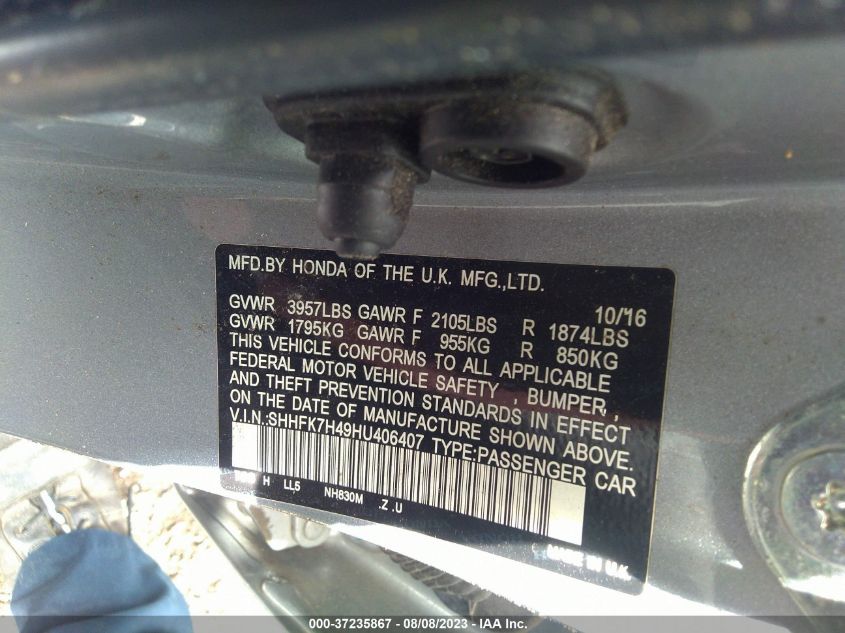 MFD.BY HONDA OF THE U.K. MFG.,LTD.
10/16
GVWR 3957LBS GAWR F 2105LBS R 1874LBS
GVWR 1795KG GAWR F 955KG R 850KG
THIS VEHICLE CONFORMS TO ALL APPLICABLE
FEDERAL MOTOR VEHICLE SAFETY , BUMPER ,
AND THEFT PREVENTION STANDARDS IN EFFECT
ON THE DATE OF MANUFACTURE SHOWN ABOVE.
V.I.N.:SHHFK7H49HU406407 TYPE:PASSENGER CAR
H LL5 NH830M .Z .U
MADE IN U.K.
000-37235867 - 08/08/2023 - IAA Inc.